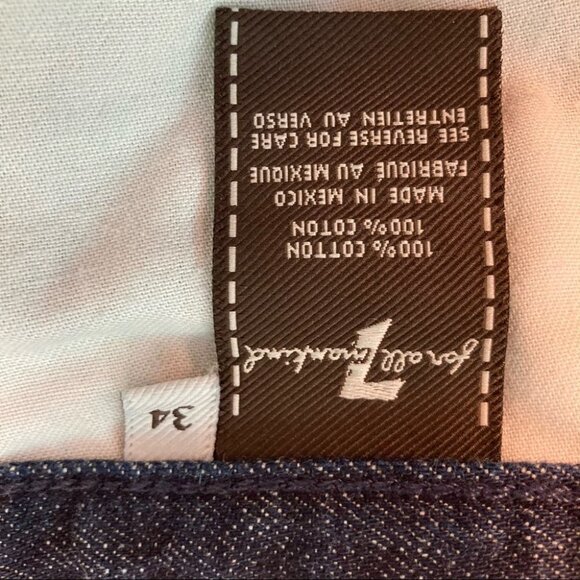 for all 7 mankind
100% COTTON
100% COTON
MADE IN MEXICO
FABRIQUÉ AU MEXIQUE
SEE REVERSE FOR CARE
ENTRETIEN AU VERSO
34